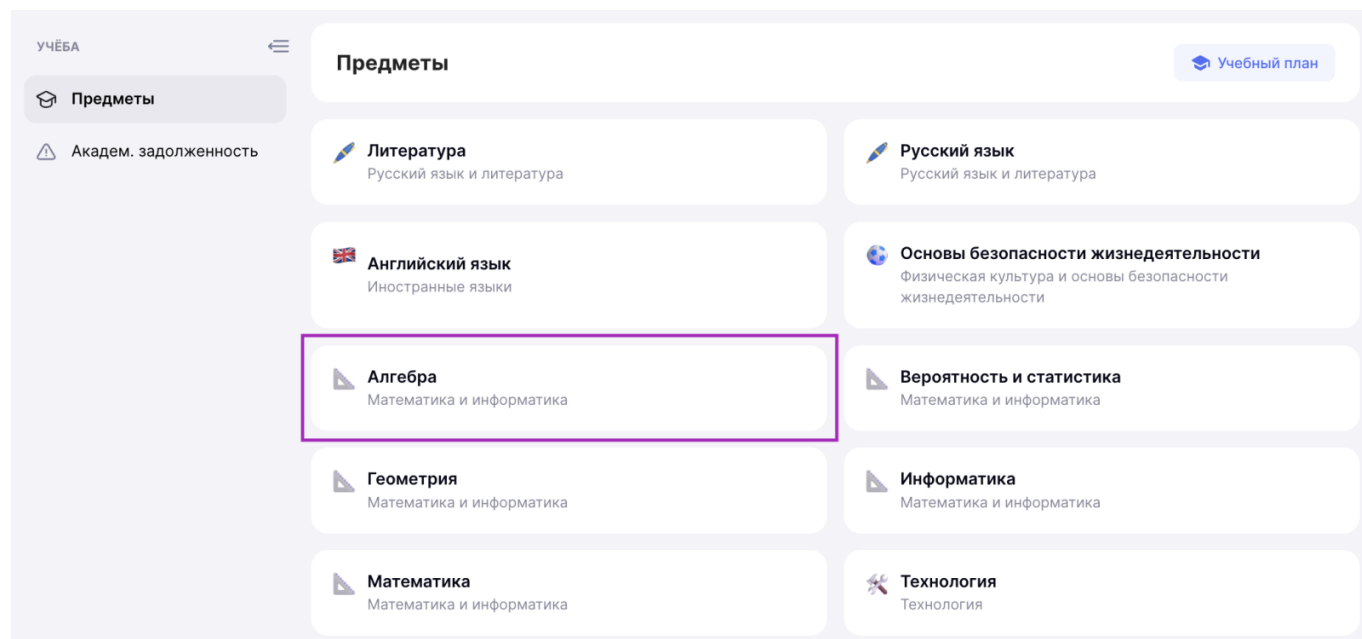 УЧЁБА
Предметы
Академ. задолженность
Предметы
Учебный план
Литература
Русский язык и литература
Русский язык
Русский язык и литература
Английский язык
Иностранные языки
Основы безопасности жизнедеятельности
Физическая культура и основы безопасности
жизнедеятельности
Алгебра
Математика и информатика
Вероятность и статистика
Математика и информатика
Геометрия
Математика и информатика
Информатика
Математика и информатика
Математика
Математика и информатика
Технология
Технология